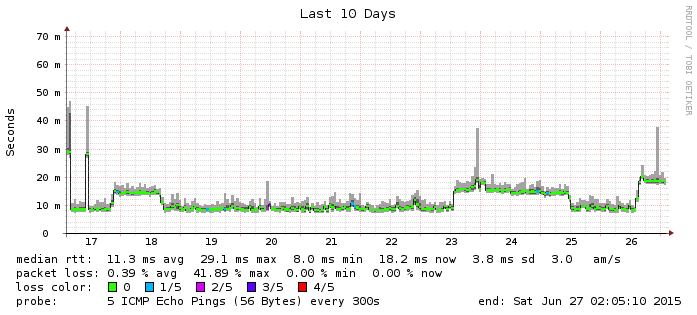 Last 10 Days
RRDTOOL / TOBI OETIKER
Seconds
70 m
60 m
50 m
40 m
30 m
20 m
10 m
0
17 18 19 20 21 22 23 24 25 26
median rtt: 11.3 ms avg 29.1 ms max 8.0 ms min 18.2 ms now 3.8 ms sd 3.0 am/s
packet loss: 0.39 % avg 41.89 % max 0.00 % min 0.00 % now
loss color: 0 1/5 2/5 3/5 4/5
probe: 5 ICMP Echo Pings (56 Bytes) every 300s end: Sat Jun 27 02:05:10 2015